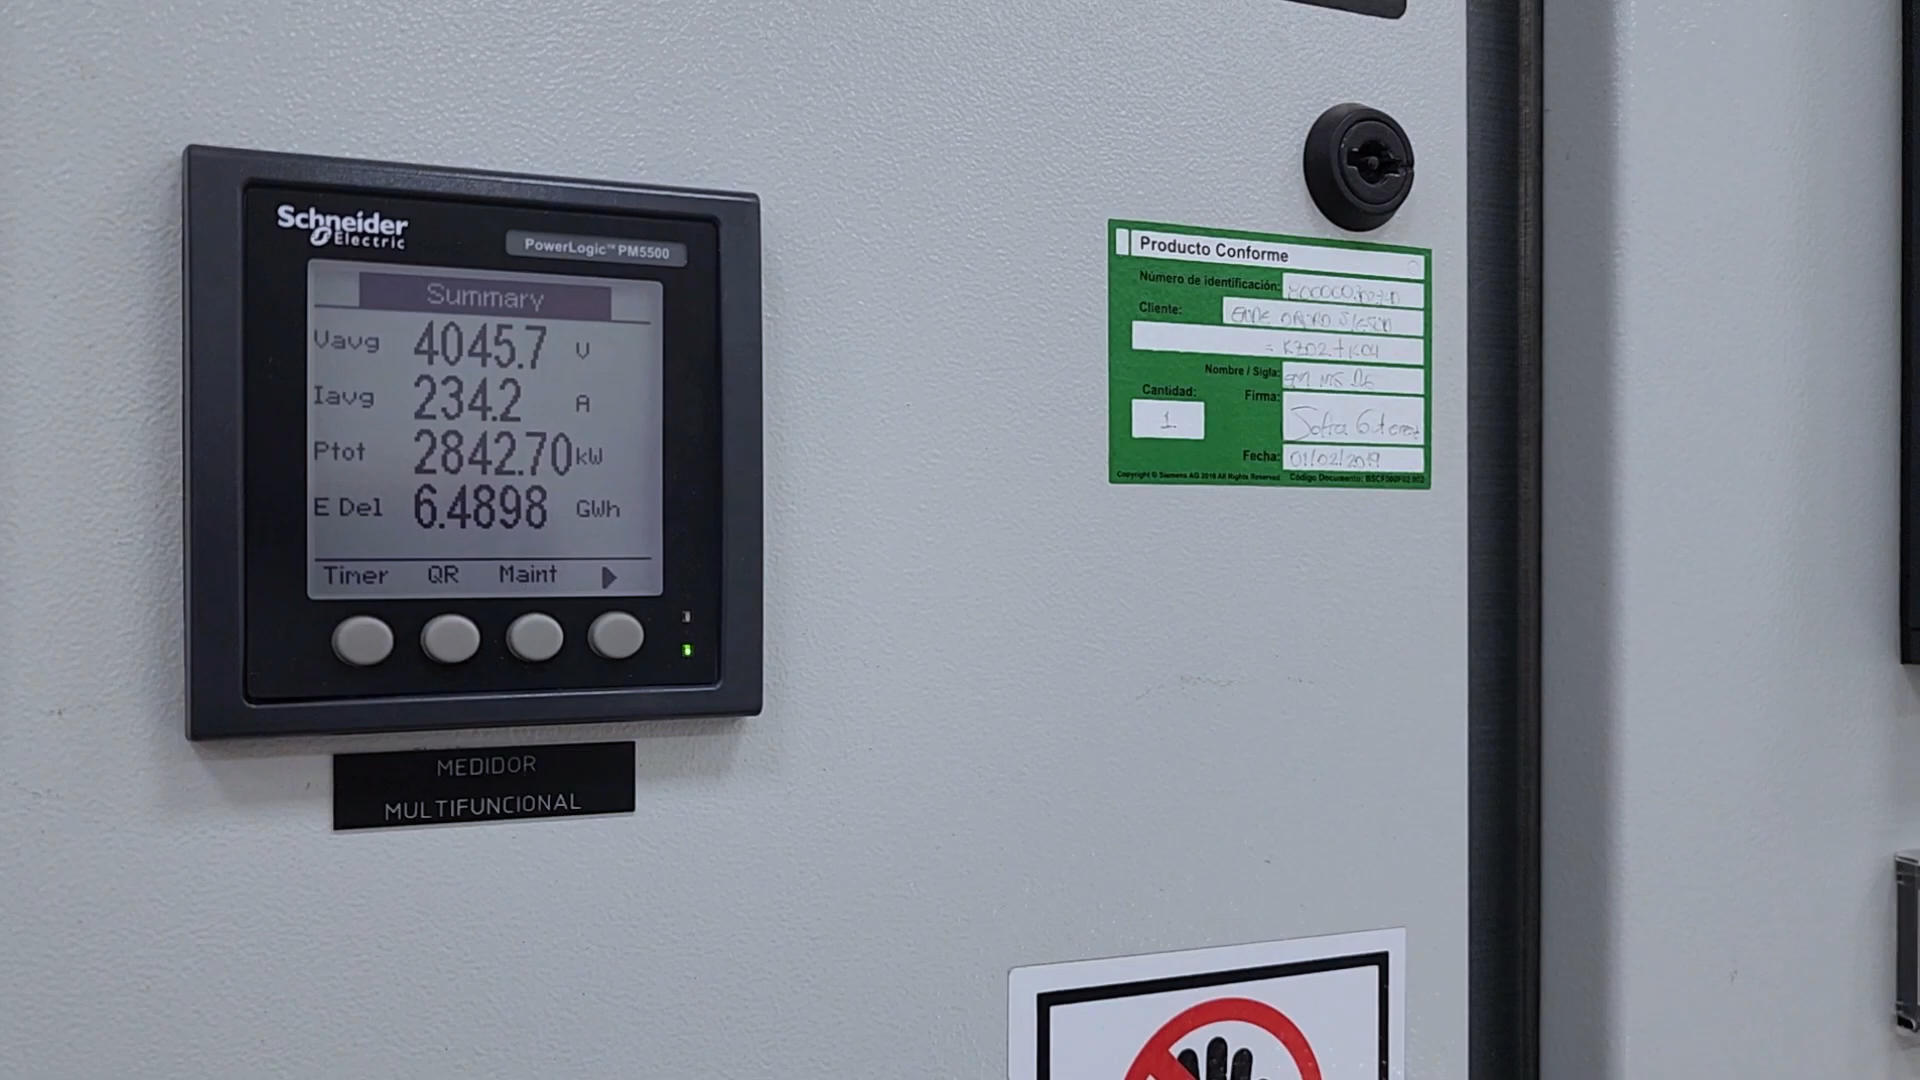 Schneider
Electric
PowerLogic™ PM5500
Summary
Vavg 4045.7 V
Iavg 234.2 A
Ptot 2842.70 kW
E Del 6.4898 GWh
Timer QR Maint
MEDIDOR
MULTIFUNCIONAL
Producto Conforme
Número de identificación:
Cliente:
= KZ02+K04
Nombre / Sigla:
Cantidad: Firma:
1
Fecha: 01/02/2019
Copyright © Siemens AG 2016 All Rights Reserved Código Documento: